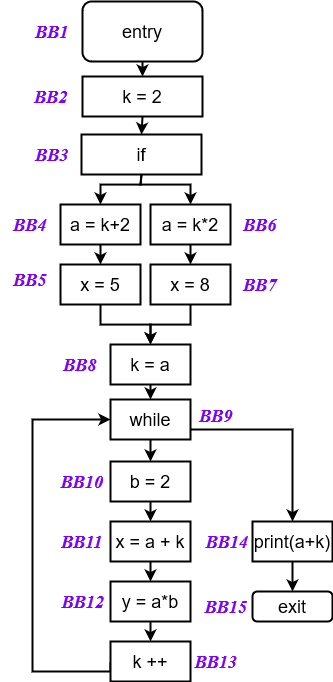 BB1 entry
BB2 k = 2
BB3 if
BB4 a = k+2 a = k*2 BB6
BB5 x = 5 x = 8 BB7
BB8 k = a
while BB9
BB10 b = 2
BB11 x = a + k BB14 print(a+k)
BB12 y = a*b BB15 exit
k ++ BB13